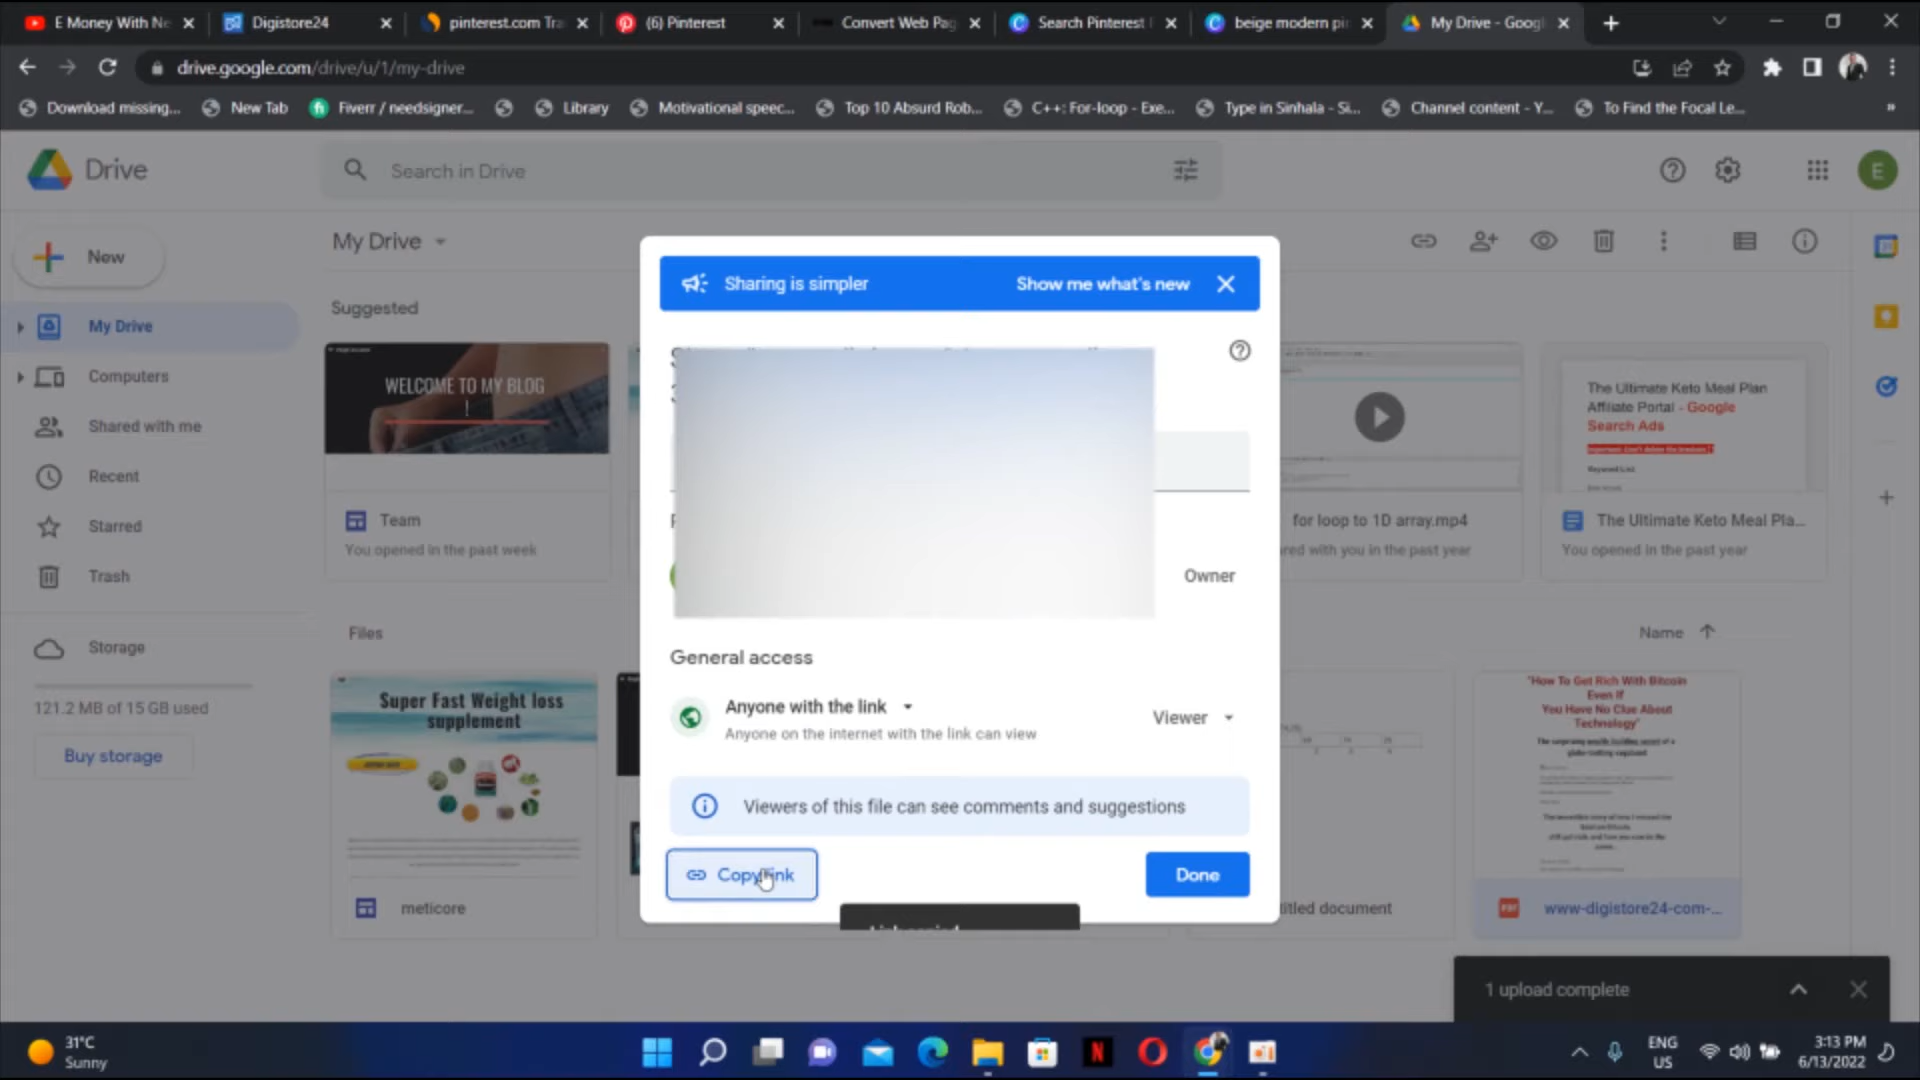 E Money With Ne
Digistore24
pinterest.com Tra
(6) Pinterest
Convert Web Pag
Search Pinterest
beige modern pi
My Drive - Googl
drive.google.com/drive/u/1/my-drive
Download missing...
New Tab
Fiverr / needsigner...
Library
Motivational speec...
Top 10 Absurd Rob...
C++: For-loop - Exe...
Type in Sinhala - Si...
Channel content - Y...
To Find the Focal Le...
Drive
Search in Drive
E
New
My Drive
My Drive
Computers
Shared with me
Recent
Starred
Trash
Storage
121.2 MB of 15 GB used
Buy storage
Suggested
WELCOME TO MY BLOG
!
Team
You opened in the past week
for loop to 1D array.mp4
red with you in the past year
The Ultimate Keto Meal Plan
Affiliate Portal - Google
Search Ads
Keyword List
The Ultimate Keto Meal Pla...
You opened in the past year
Files
Name
Super Fast Weight loss
supplement
meticore
titled document
"How To Get Rich With Bitcoin
Even If
You Have No Clue About
Technology"
www-digistore24-com-...
Sharing is simpler
Show me what's new
Owner
General access
Anyone with the link
Anyone on the internet with the link can view
Viewer
Viewers of this file can see comments and suggestions
Copy link
Done
Link copied
1 upload complete
31°C
Sunny
ENG
US
3:13 PM
6/13/2022